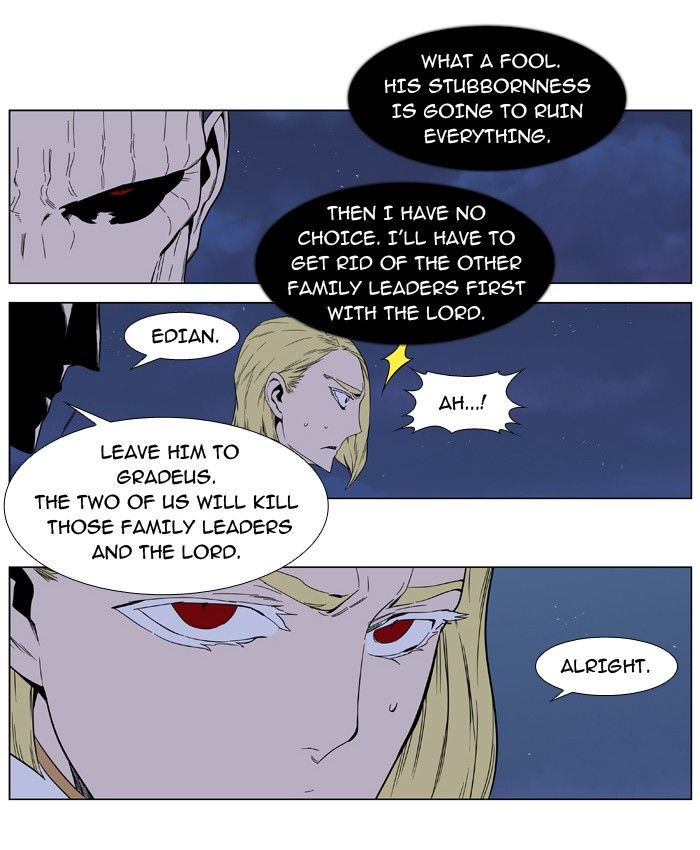 WHAT A FOOL.
HIS STUBBORNNESS
IS GOING TO RUIN
EVERYTHING.
THEN I HAVE NO
CHOICE. I'LL HAVE TO
GET RID OF THE OTHER
FAMILY LEADERS FIRST
WITH THE LORD.
EDIAN.
AH...!
LEAVE HIM TO
GRADEUS.
THE TWO OF US WILL KILL
THOSE FAMILY LEADERS
AND THE LORD.
ALRIGHT.